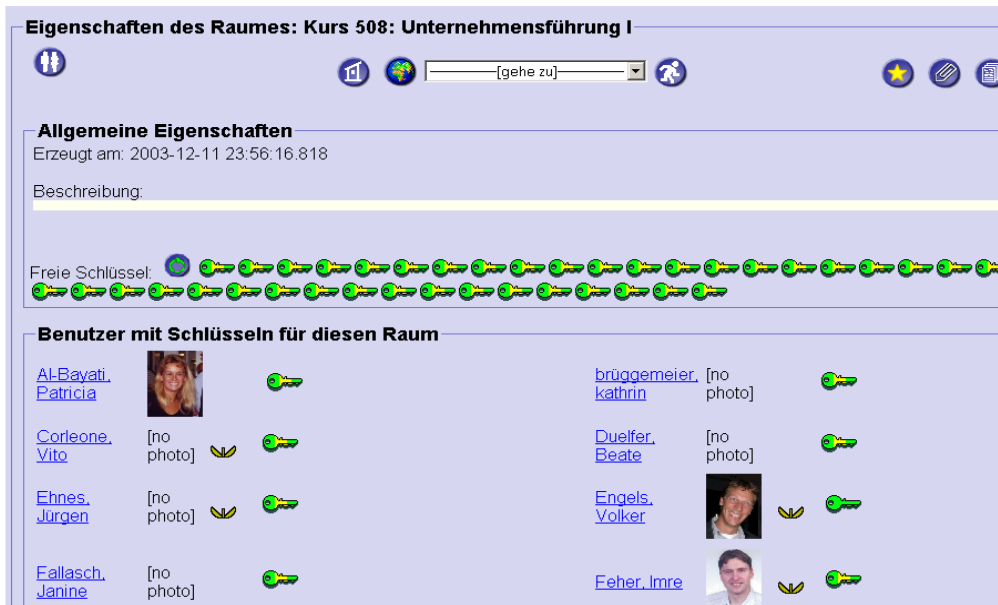 Eigenschaften des Raumes: Kurs 508: Unternehmensführung I
[gehe zu]
Allgemeine Eigenschaften
Erzeugt am: 2003-12-11 23:56:16.818
Beschreibung:
Freie Schlüssel:
Benutzer mit Schlüsseln für diesen Raum
Al-Bayati,
Patricia
brüggemeier,
kathrin
[no
photo]
Corleone,
Vito
[no
photo]
Duelfer,
Beate
[no
photo]
Ehnes,
Jürgen
[no
photo]
Engels,
Volker
Fallasch,
Janine
[no
photo]
Feher, Imre